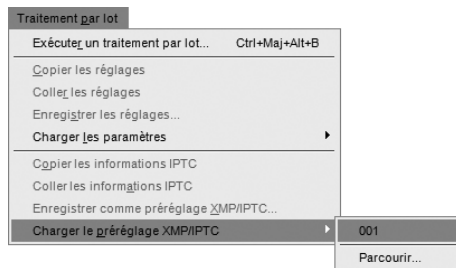 Traitement par lot
Exécuter un traitement par lot... Ctrl+Maj+Alt+B
Copier les réglages
Coller les réglages
Enregistrer les réglages...
Charger les paramètres
Copier les informations IPTC
Coller les informations IPTC
Enregistrer comme préréglage XMP/IPTC...
Charger le préréglage XMP/IPTC
001
Parcourir...